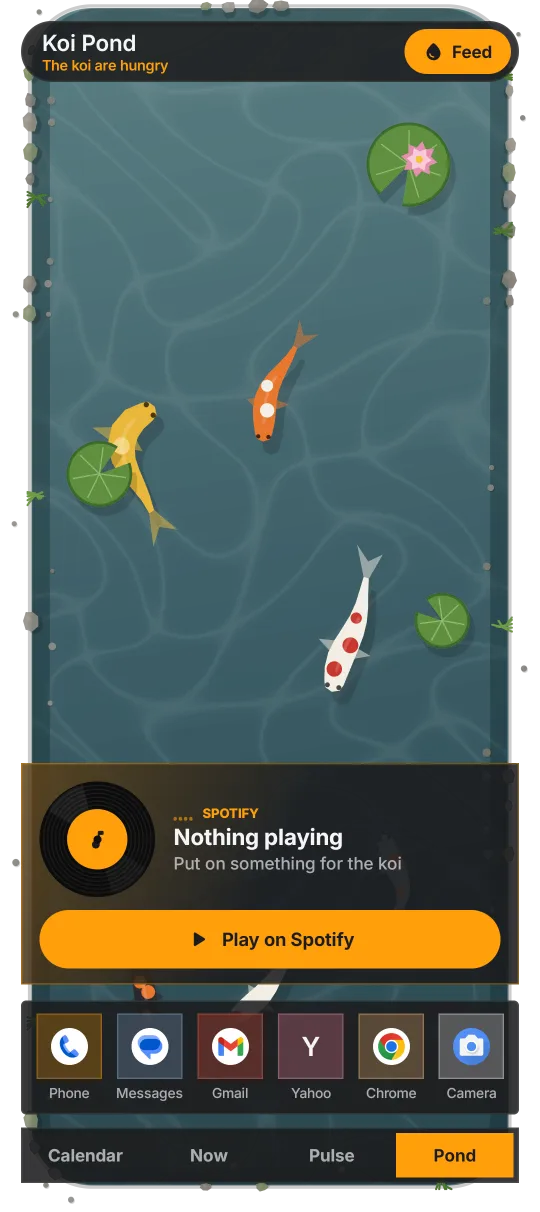 Koi Pond
The koi are hungry
Feed
SPOTIFY
Nothing playing
Put on something for the koi
Play on Spotify
Y
Phone
Messages
Gmail
Yahoo
Chrome
Camera
Calendar
Now
Pulse
Pond